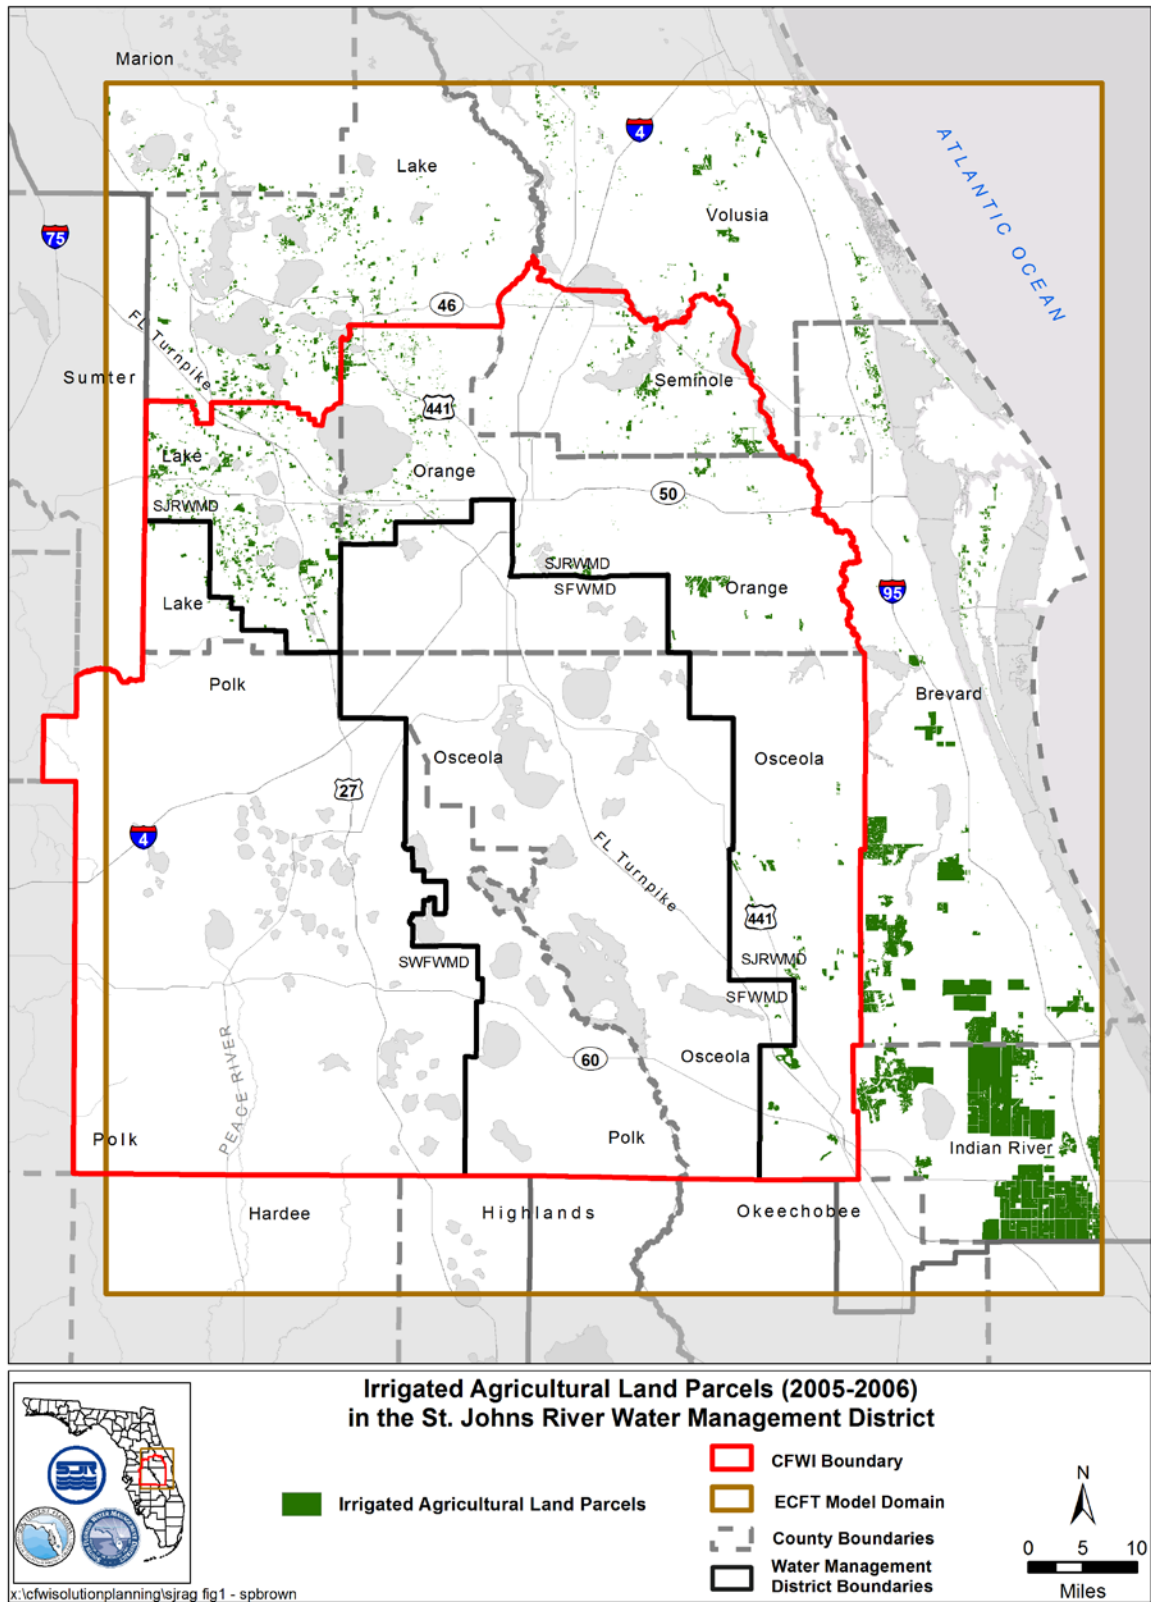 Marion
4
Lake
ATLANTIC OCEAN
Volusia
75
46
FL Turnpike
Sumter
Seminole
441
Lake
Orange
50
SJRWMD
SJRWMD
SFWMD
Orange
95
Lake
Polk
Brevard
Osceola
Osceola
27
4
FL Turnpike
441
SWFWMD
SJRWMD
SFWMD
PEACE RIVER
60
Osceola
Polk
Polk
Indian River
Hardee
Highlands
Okeechobee
Irrigated Agricultural Land Parcels (2005-2006)
in the St. Johns River Water Management District
SJR
Irrigated Agricultural Land Parcels
CFWI Boundary
ECFT Model Domain
County Boundaries
Water Management
District Boundaries
N
0 5 10
Miles
x:\cfwisolutionplanning\sjrag fig1 - spbrown